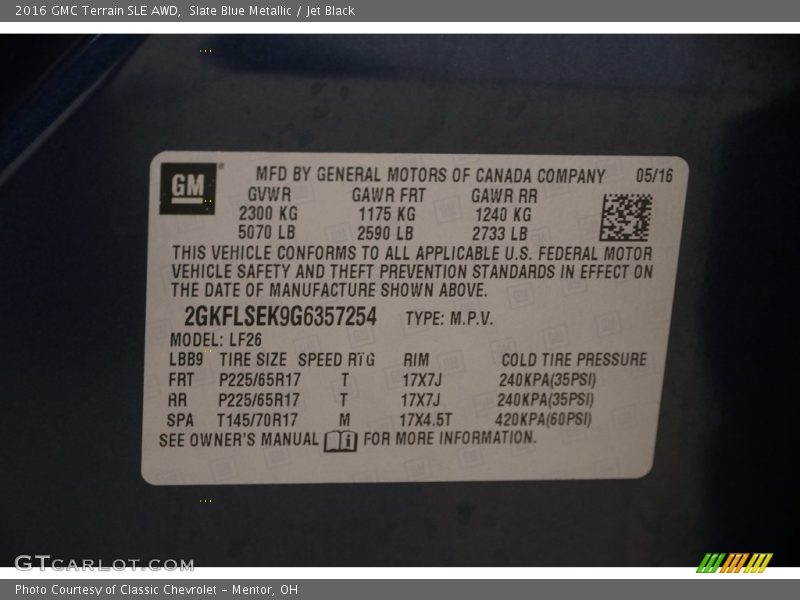 2016 GMC Terrain SLE AWD, Slate Blue Metallic / Jet Black
GM
MFD BY GENERAL MOTORS OF CANADA COMPANY 05/16
GVWR GAWR FRT GAWR RR
2300 KG 1175 KG 1240 KG
5070 LB 2590 LB 2733 LB
THIS VEHICLE CONFORMS TO ALL APPLICABLE U.S. FEDERAL MOTOR
VEHICLE SAFETY AND THEFT PREVENTION STANDARDS IN EFFECT ON
THE DATE OF MANUFACTURE SHOWN ABOVE.
2GKFLSEK9G6357254 TYPE: M.P.V.
MODEL: LF26
LBB9 TIRE SIZE SPEED RTG RIM COLD TIRE PRESSURE
FRT P225/65R17 T 17X7J 240KPA(35PSI)
RR P225/65R17 T 17X7J 240KPA(35PSI)
SPA T145/70R17 M 17X4.5T 420KPA(60PSI)
SEE OWNER'S MANUAL i FOR MORE INFORMATION.
GTCARLOT.COM
Photo Courtesy of Classic Chevrolet - Mentor, OH